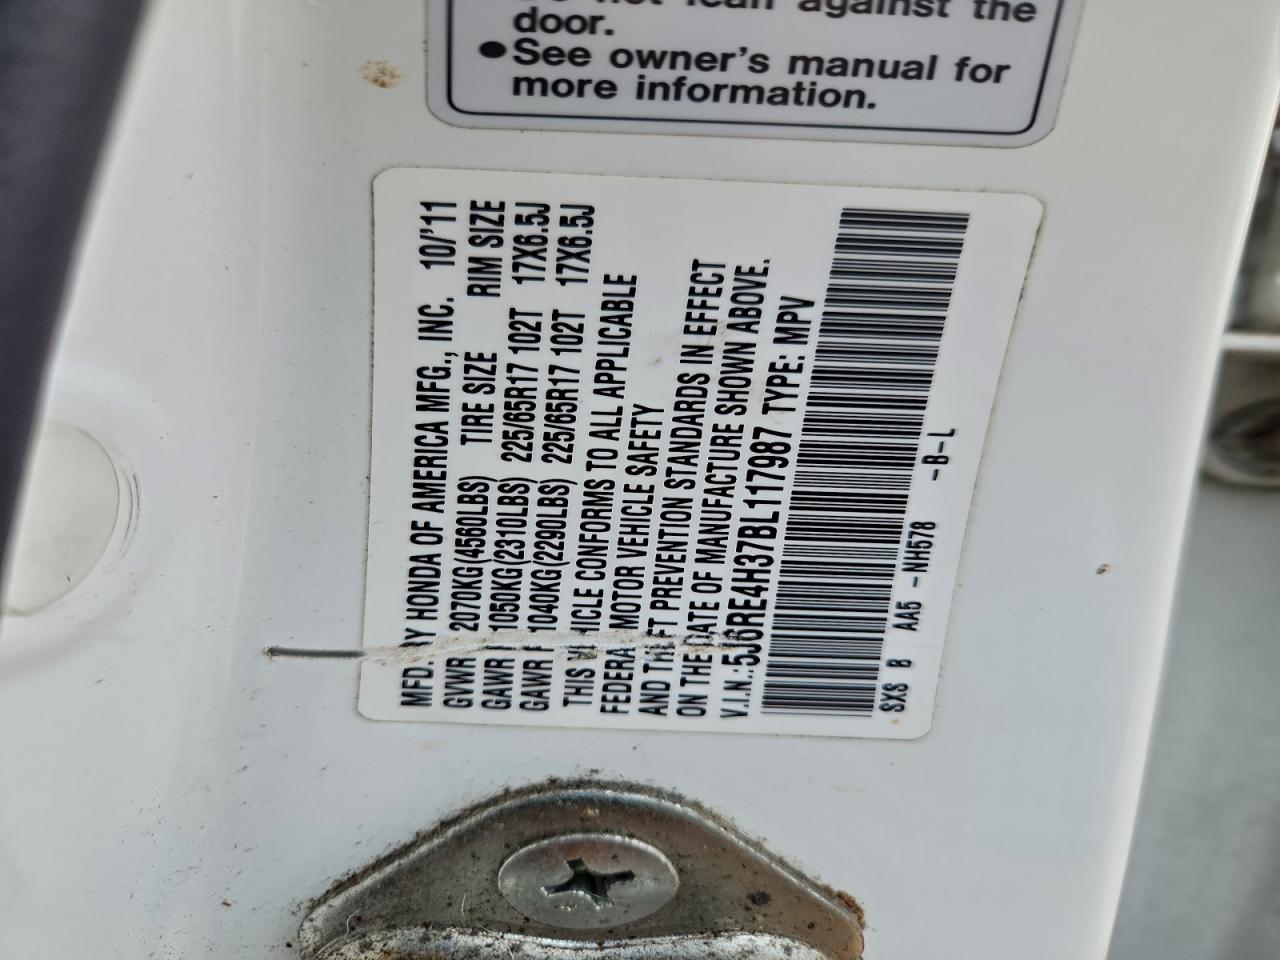 against the
door.
●See owner's manual for
more information.
MFD. BY HONDA OF AMERICA MFG., INC. 10/'11
GVWR 2070KG(4560LBS) TIRE SIZE RIM SIZE
GAWR 1050KG(2310LBS) 225/65R17 102T 17X6.5J
GAWR 1040KG(2290LBS) 225/65R17 102T 17X6.5J
THIS VEHICLE CONFORMS TO ALL APPLICABLE
FEDERAL MOTOR VEHICLE SAFETY
AND THEFT PREVENTION STANDARDS IN EFFECT
ON THE DATE OF MANUFACTURE SHOWN ABOVE.
V.I.N.:5J6RE4H37BL117987 TYPE: MPV
SXS B AA5 -NH578 -B-L